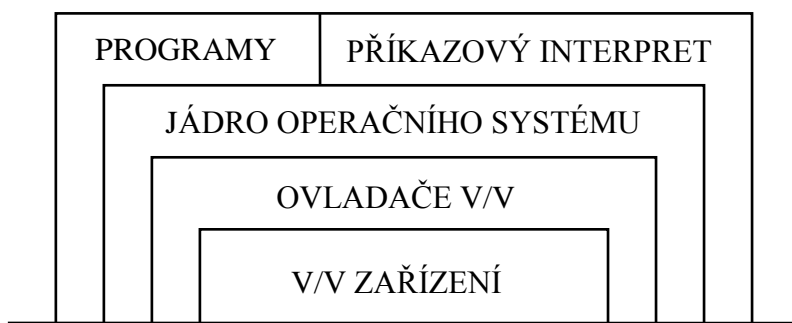 PROGRAMY PŘÍKAZOVÝ INTERPRET
JÁDRO OPERAČNÍHO SYSTÉMU
OVLADAČE V/V
V/V ZAŘÍZENÍ